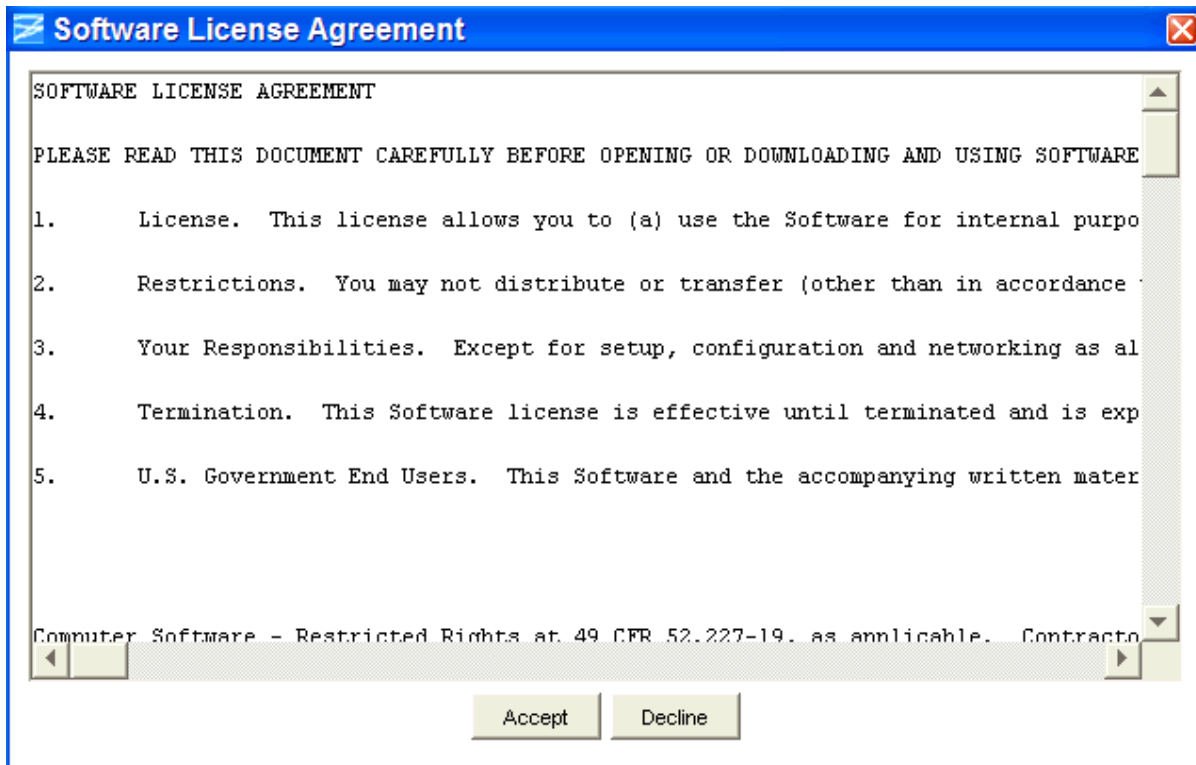 Software License Agreement
SOFTWARE LICENSE AGREEMENT
PLEASE READ THIS DOCUMENT CAREFULLY BEFORE OPENING OR DOWNLOADING AND USING SOFTWARE
1. License. This license allows you to (a) use the Software for internal purpo
2. Restrictions. You may not distribute or transfer (other than in accordance
3. Your Responsibilities. Except for setup, configuration and networking as al
4. Termination. This Software license is effective until terminated and is exp
5. U.S. Government End Users. This Software and the accompanying written mater
Computer Software - Restricted Rights at 49 CFR 52.227-19, as applicable. Contracto
Accept Decline